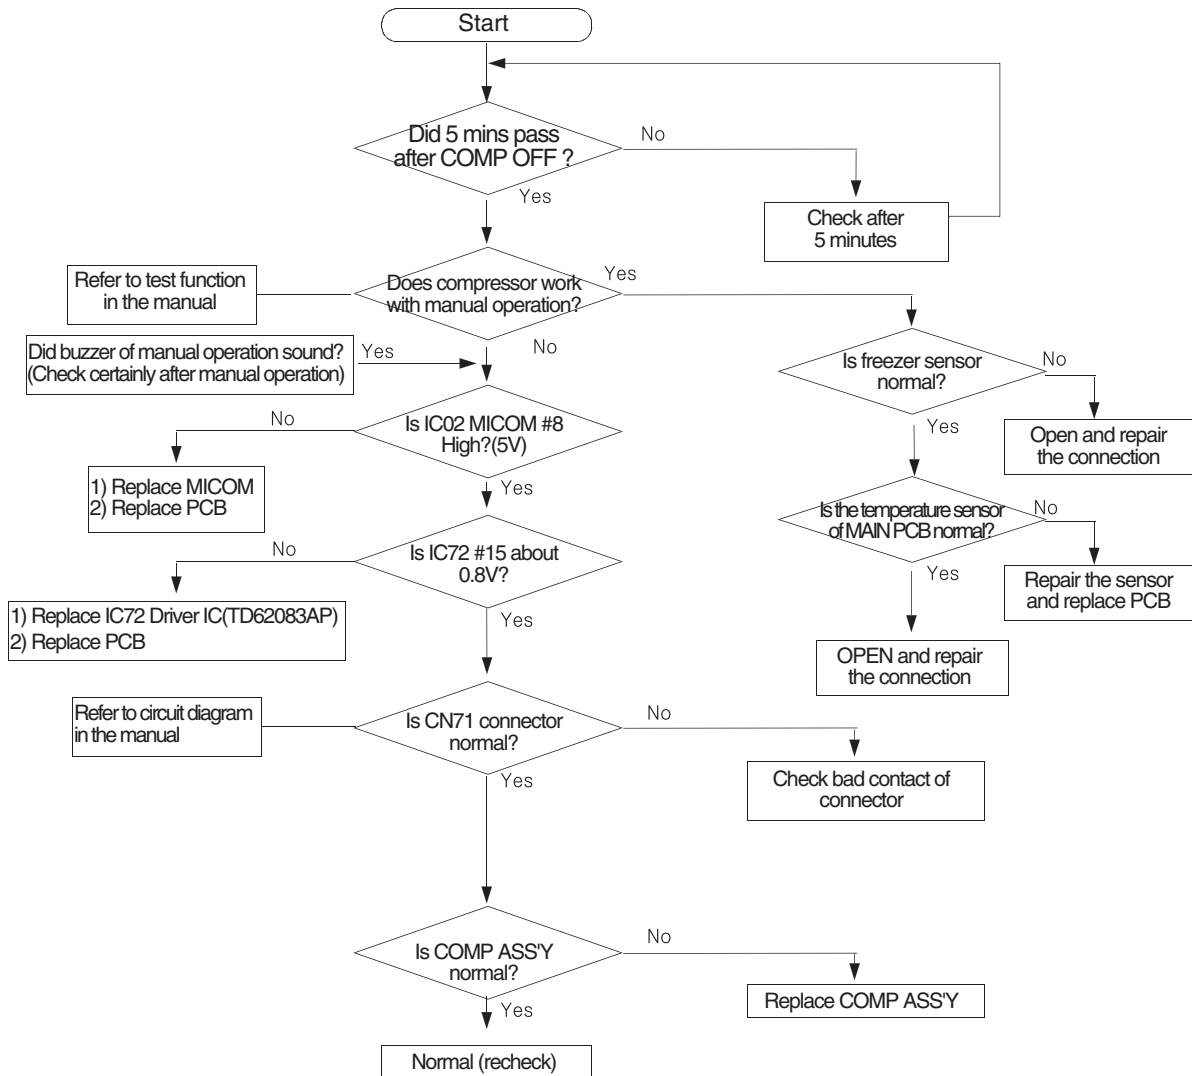 Start
Did 5 mins pass
after COMP OFF ?
No
Yes
Check after
5 minutes
Refer to test function
in the manual
Does compressor work
with manual operation?
Yes
No
Did buzzer of manual operation sound?
(Check certainly after manual operation)
Yes
Is freezer sensor
normal?
No
Yes
Open and repair
the connection
Is IC02 MICOM #8
High?(5V)
No
Yes
1) Replace MICOM
2) Replace PCB
Is the temperature sensor
of MAIN PCB normal?
No
Yes
Repair the sensor
and replace PCB
OPEN and repair
the connection
Is IC72 #15 about
0.8V?
No
Yes
1) Replace IC72 Driver IC(TD62083AP)
2) Replace PCB
Refer to circuit diagram
in the manual
Is CN71 connector
normal?
No
Yes
Check bad contact of
connector
Is COMP ASS'Y
normal?
No
Yes
Replace COMP ASS'Y
Normal (recheck)